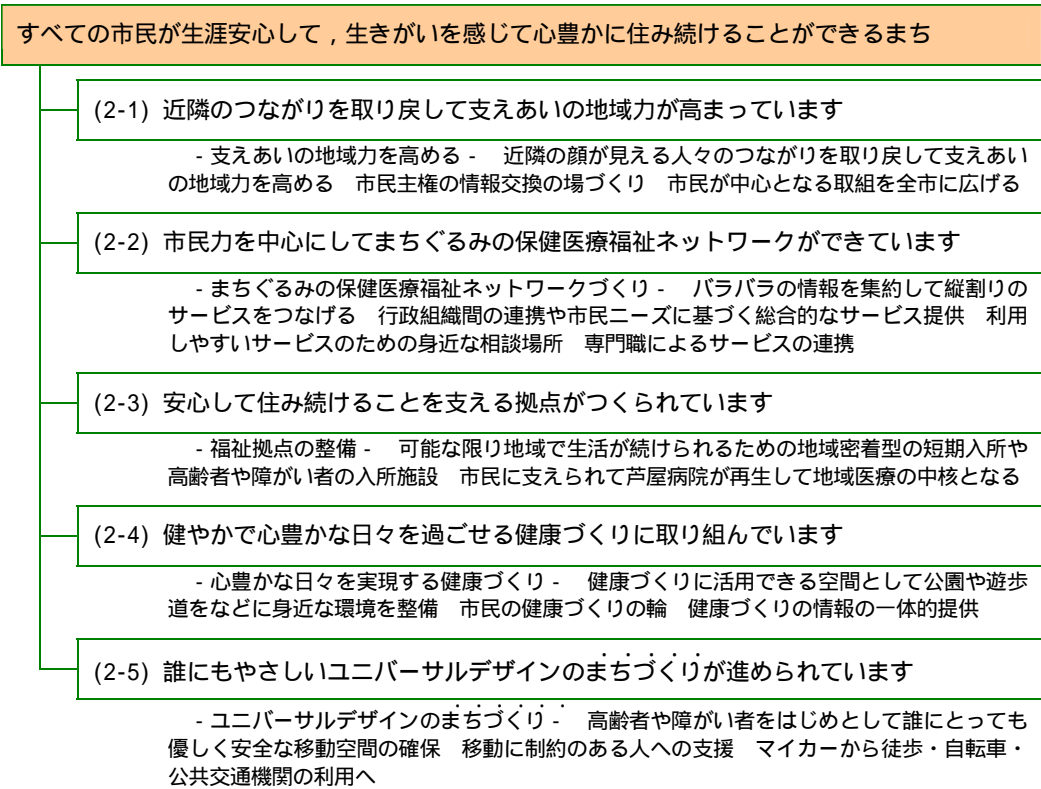 すべての市民が生涯安心して，生きがいを感じて心豊かに住み続けることができるまち
(2-1) 近隣のつながりを取り戻して支えあいの地域力が高まっています
- 支えあいの地域力を高める -　近隣の顔が見える人々のつながりを取り戻して支えあい
の地域力を高める　市民主権の情報交換の場づくり　市民が中心となる取組を全市に広げる
(2-2) 市民力を中心にしてまちぐるみの保健医療福祉ネットワークができています
- まちぐるみの保健医療福祉ネットワークづくり -　バラバラの情報を集約して縦割りの
サービスをつなげる　行政組織間の連携や市民ニーズに基づく総合的なサービス提供　利用
しやすいサービスのための身近な相談場所　専門職によるサービスの連携
(2-3) 安心して住み続けることを支える拠点がつくられています
- 福祉拠点の整備 -　可能な限り地域で生活が続けられるための地域密着型の短期入所や
高齢者や障がい者の入所施設　市民に支えられて芦屋病院が再生して地域医療の中核となる
(2-4) 健やかで心豊かな日々を過ごせる健康づくりに取り組んでいます
- 心豊かな日々を実現する健康づくり -　健康づくりに活用できる空間として公園や遊歩
道をなどに身近な環境を整備　市民の健康づくりの輪　健康づくりの情報の一体的提供
(2-5) 誰にもやさしいユニバーサルデザインのまちづくりが進められています
- ユニバーサルデザインのまちづくり -　高齢者や障がい者をはじめとして誰にとっても
優しく安全な移動空間の確保　移動に制約のある人への支援　マイカーから徒歩・自転車・
公共交通機関の利用へ